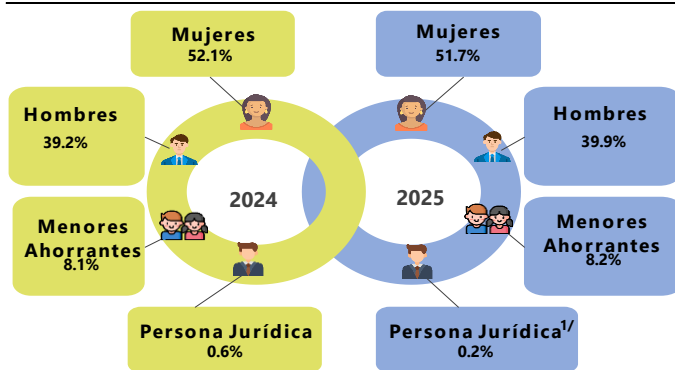 Mujeres
52.1%
Mujeres
51.7%
Hombres
39.2%
Hombres
39.9%
2024
2025
Menores
Ahorrantes
8.1%
Menores
Ahorrantes
8.2%
Persona Jurídica
0.6%
Persona Jurídica1/
0.2%